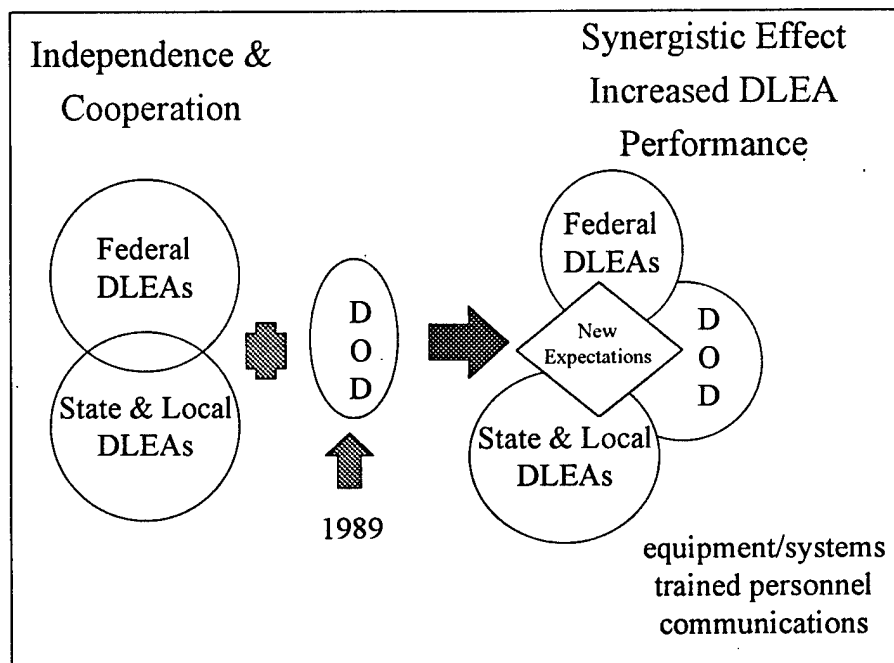 Independence &
Cooperation
Federal
DLEAs
State & Local
DLEAs
D
O
D
1989
Synergistic Effect
Increased DLEA
Performance
Federal
DLEAs
New
Expectations
D
O
D
State & Local
DLEAs
equipment/systems
trained personnel
communications